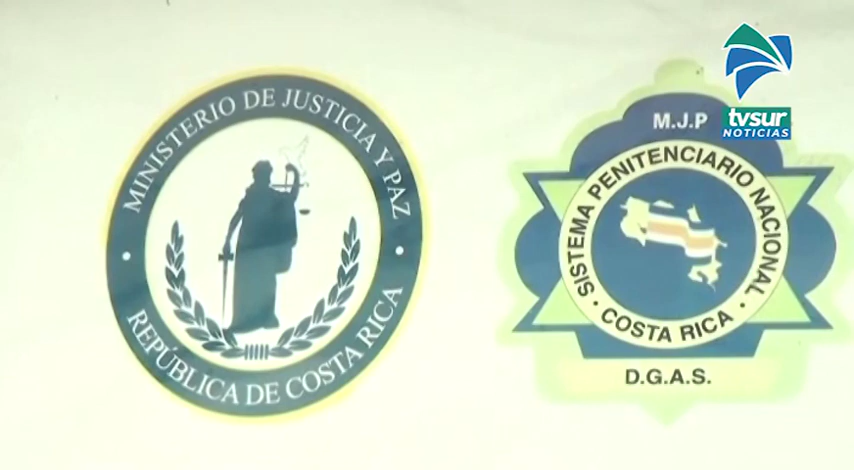 MINISTERIO DE JUSTICIA Y PAZ
REPÚBLICA DE COSTA RICA
M.J.P
SISTEMA PENITENCIARIO NACIONAL
COSTA RICA
D.G.A.S.
tvsur
NOTICIAS